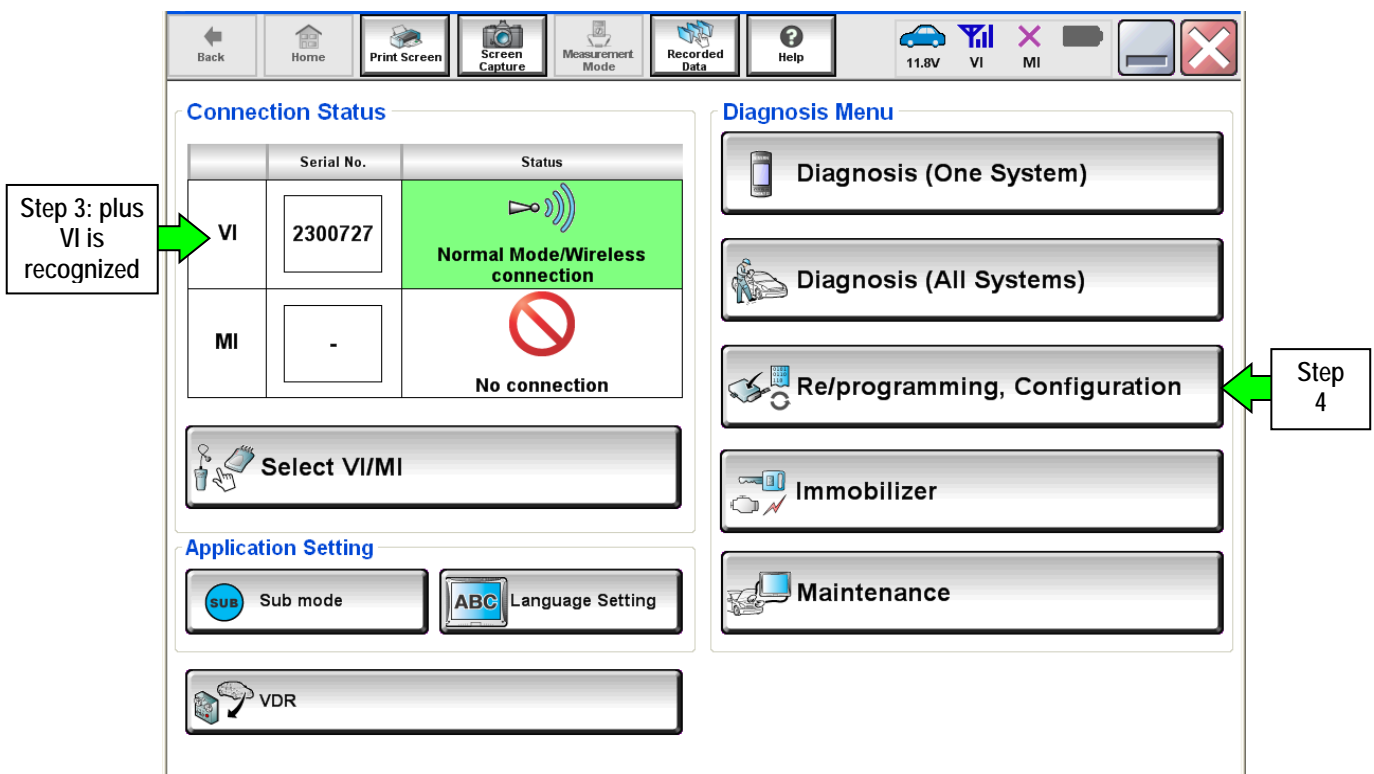 Back
Home
Print Screen
Screen
Capture
Measurement
Mode
Recorded
Data
?
Help
11.8V
VI
MI
Connection Status
Serial No.
Status
VI
2300727
Normal Mode/Wireless
connection
MI
-
No connection
Select VI/MI
Application Setting
SUB
Sub mode
ABC
Language Setting
VDR
Diagnosis Menu
Diagnosis (One System)
Diagnosis (All Systems)
Re/programming, Configuration
Immobilizer
Maintenance
Step 3: plus
VI is
recognized
Step
4